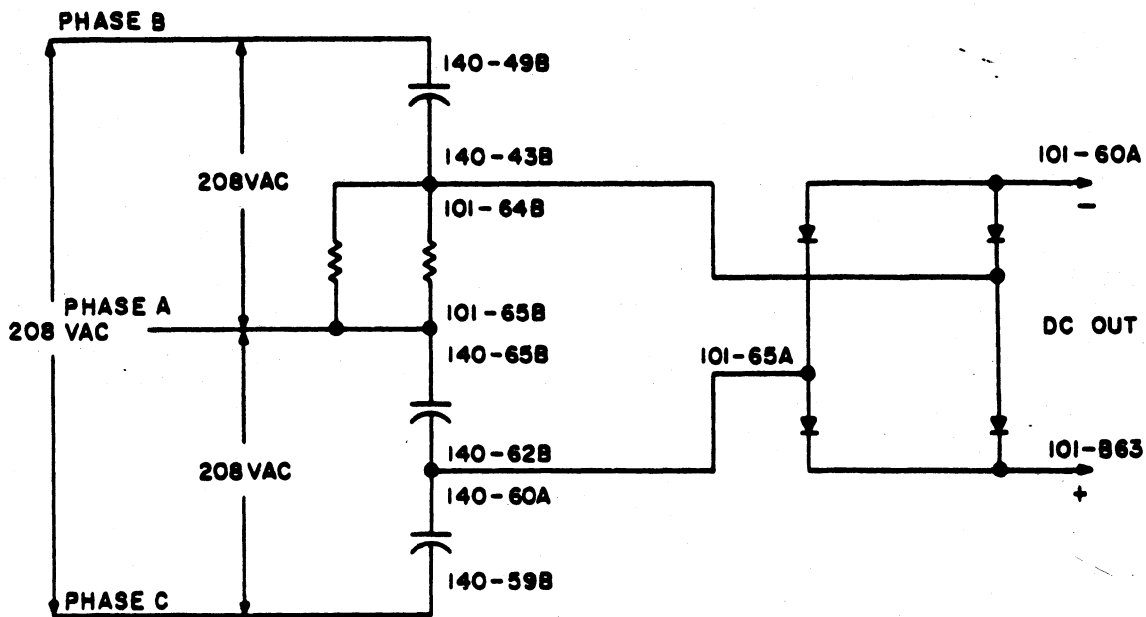 PHASE B
140-49B
140-43B
101-60A
208VAC
101-64B
−
PHASE A
208 VAC
101-65B
DC OUT
140-65B
101-65A
140-62B
101-B63
208VAC
140-60A
+
140-59B
PHASE C